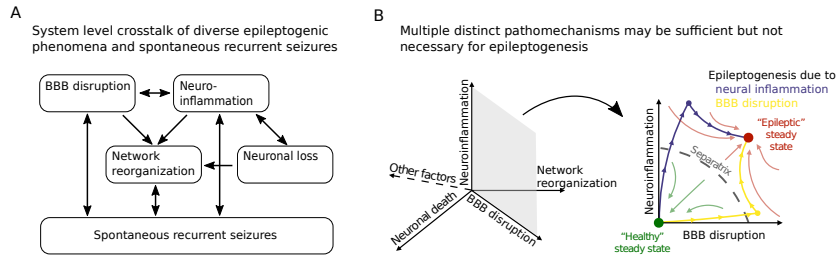 A
System level crosstalk of diverse epileptogenic
phenomena and spontaneous recurrent seizures
BBB disruption
Neuro-
inflammation
Network
reorganization
Neuronal loss
Spontaneous recurrent seizures
B
Multiple distinct pathomechanisms may be sufficient but not
necessary for epileptogenesis
Neuroinflammation
Other factors
Network
reorganization
Neuronal death
BBB disruption
Epileptogenesis due to
neural inflammation
BBB disruption
Neuroinflammation
"Epileptic"
steady
state
Separatrix
"Healthy"
steady state
BBB disruption